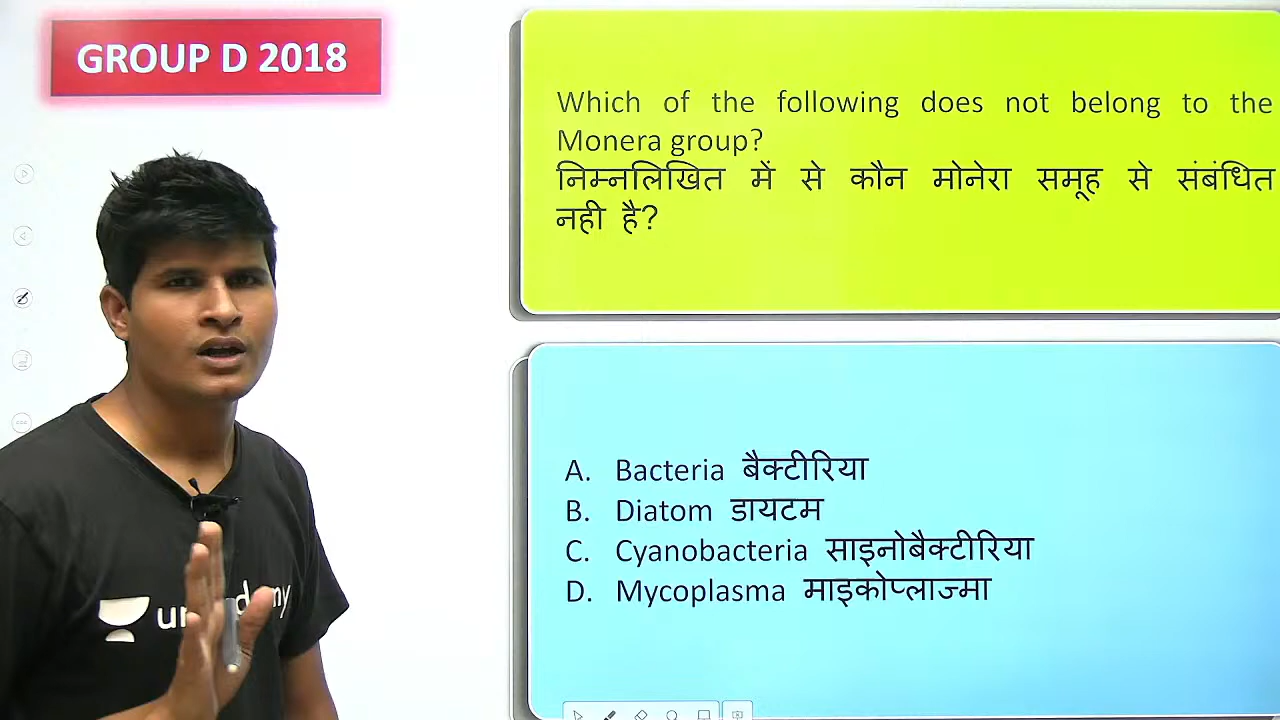 GROUP D 2018
Which of the following does not belong to the
Monera group?
निम्नलिखित में से कौन मोनेरा समूह से संबंधित
नही है?
A. Bacteria बैक्टीरिया
B. Diatom डायटम
C. Cyanobacteria साइनोबैक्टीरिया
D. Mycoplasma माइकोप्लाज्मा